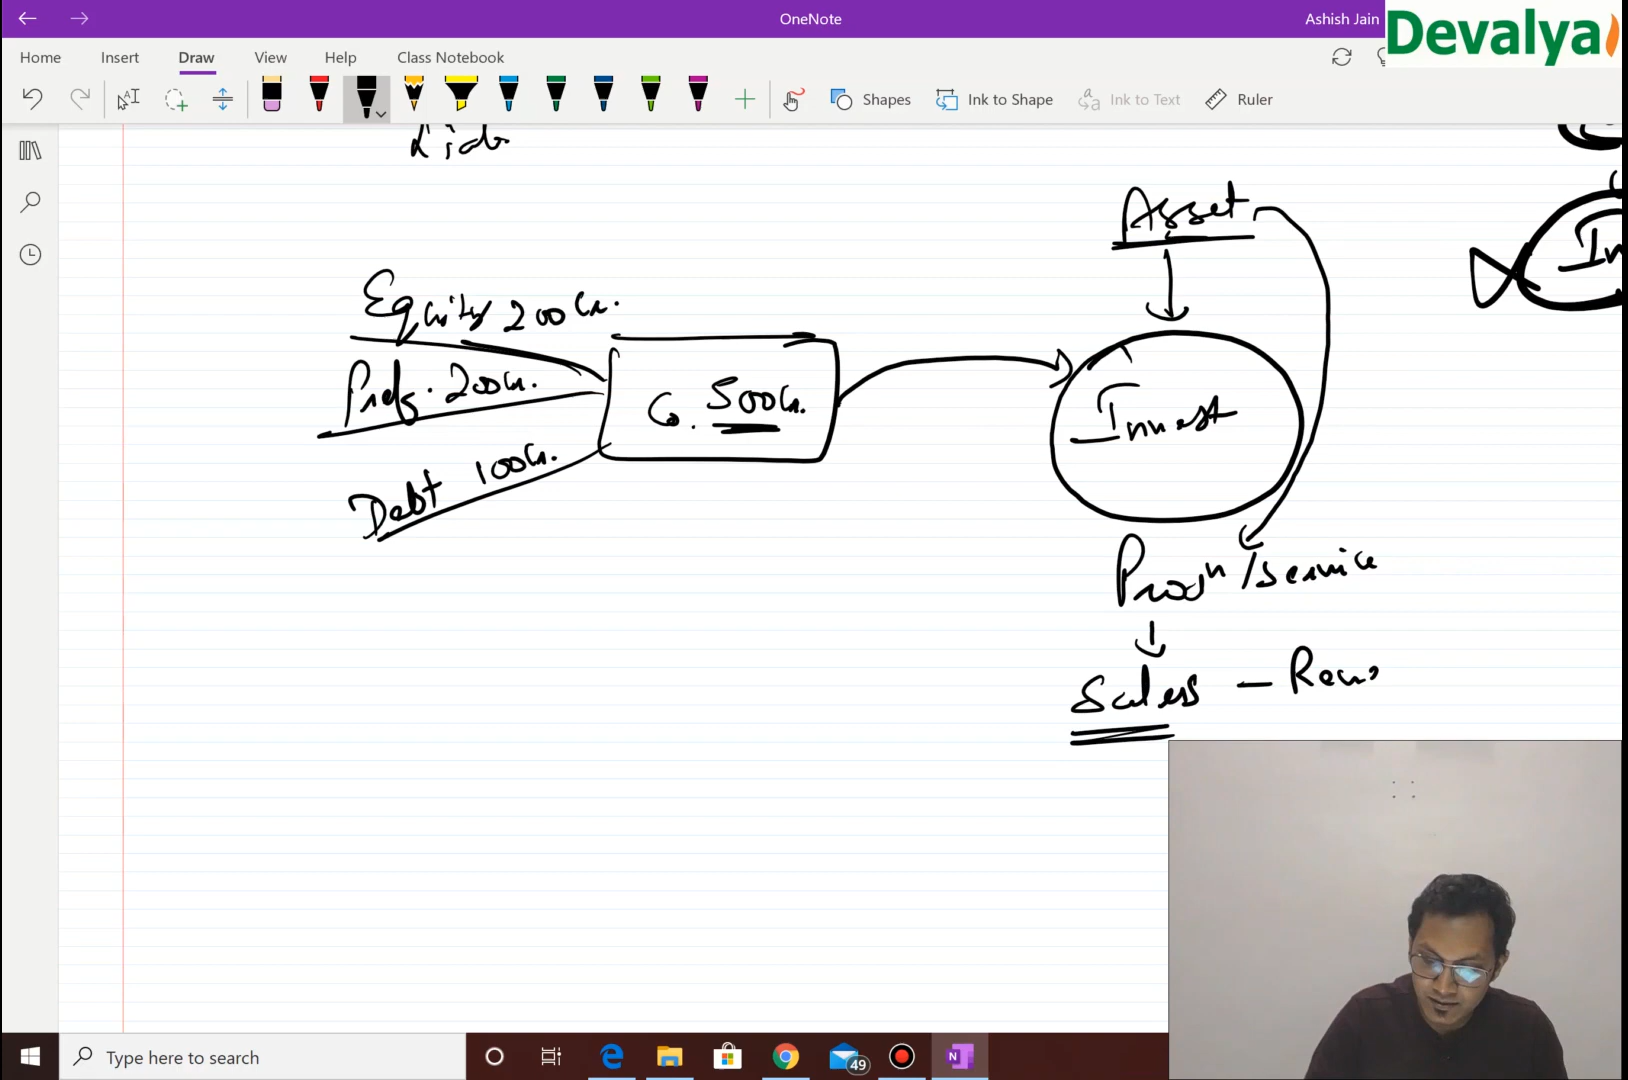 OneNote
Ashish Jain
Devalya
Home Insert Draw View Help Class Notebook
Shapes Ink to Shape Ink to Text Ruler
Asset
Equity 200 Cr.
Pref. 200 Cr.
Co. 500 Cr.
Invest
Debt 100 Cr.
Prodn / Service
Sales —
Type here to search
49